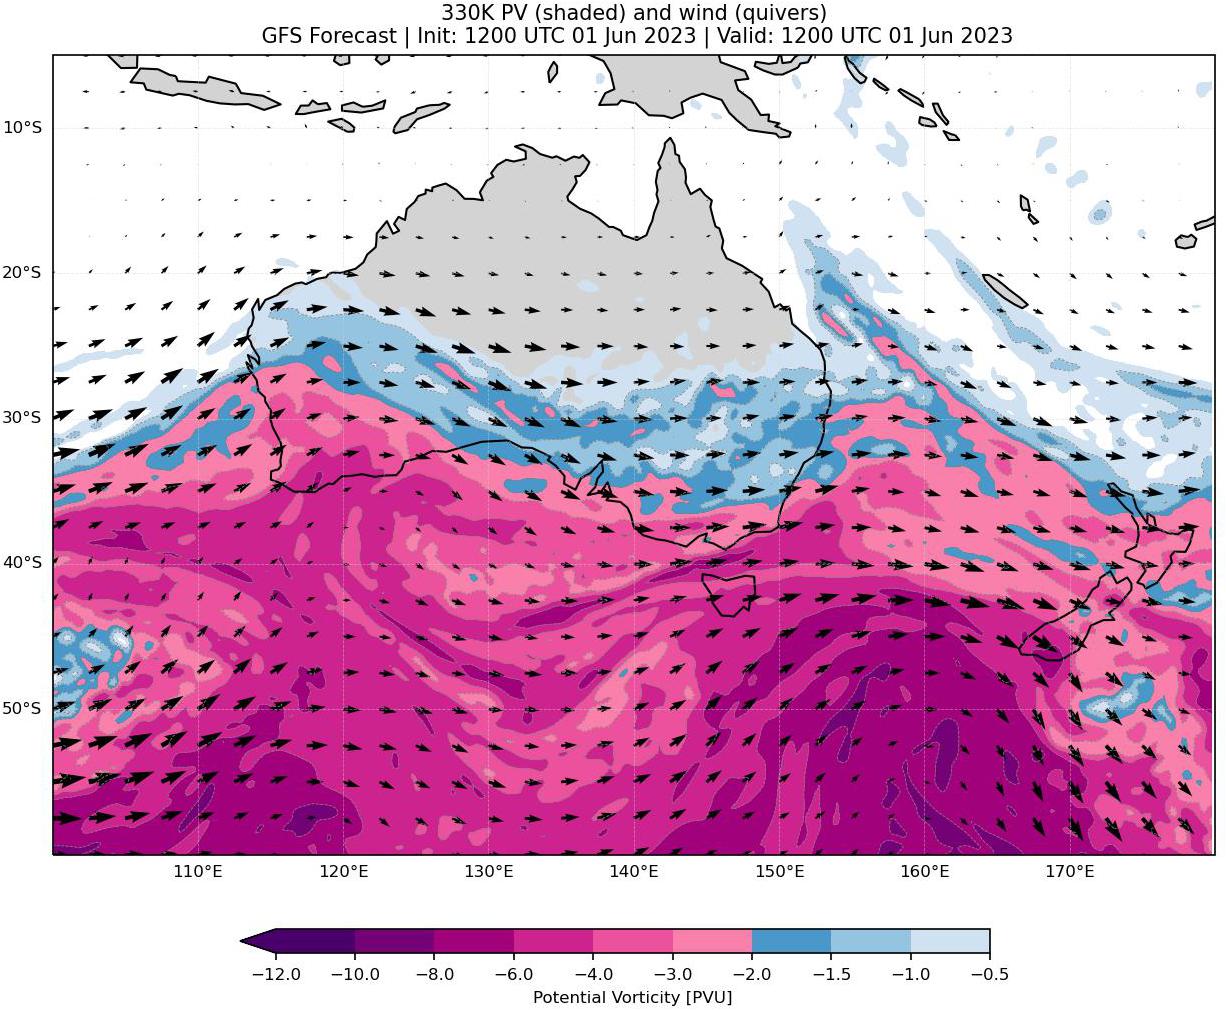 330K PV (shaded) and wind (quivers)
GFS Forecast | Init: 1200 UTC 01 Jun 2023 | Valid: 1200 UTC 01 Jun 2023
10°S
20°S
30°S
40°S
50°S
110°E 120°E 130°E 140°E 150°E 160°E 170°E
−12.0 −10.0 −8.0 −6.0 −4.0 −3.0 −2.0 −1.5 −1.0 −0.5
Potential Vorticity [PVU]